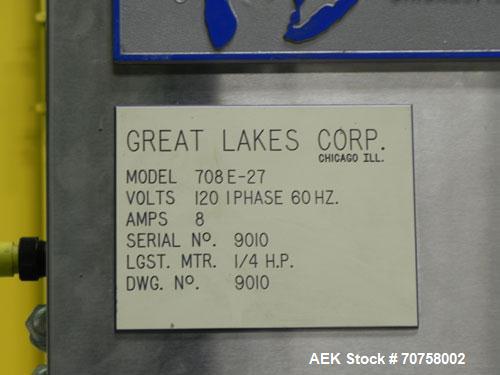 GREAT LAKES CORP.
CHICAGO ILL.
MODEL 708E-27
VOLTS 120 1PHASE 60HZ.
AMPS 8
SERIAL NO. 9010
LGST. MTR. 1/4 H.P.
DWG. NO. 9010
AEK Stock # 70758002